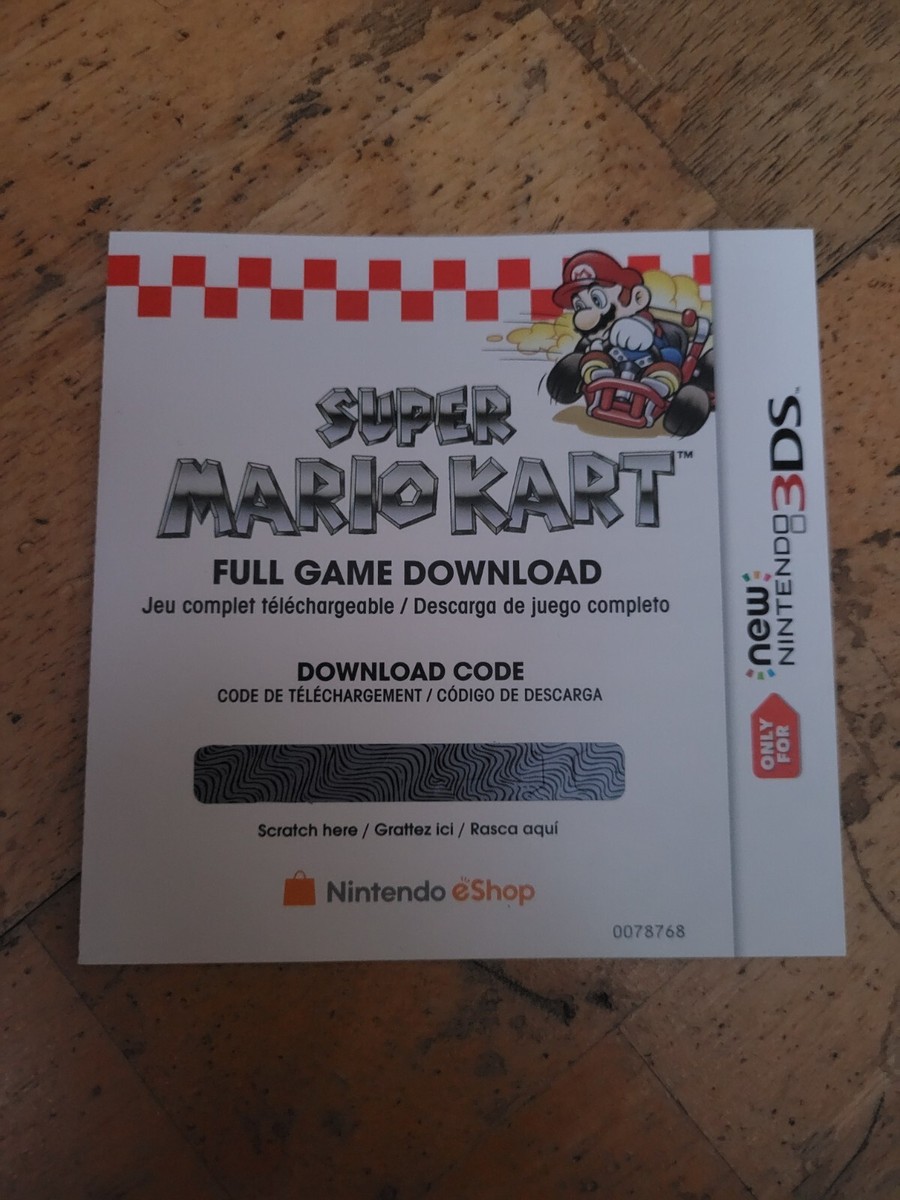 SUPER
MARIO KART™
FULL GAME DOWNLOAD
Jeu complet téléchargeable / Descarga de juego completo
DOWNLOAD CODE
CODE DE TÉLÉCHARGEMENT / CÓDIGO DE DESCARGA
Scratch here / Grattez ici / Rasca aquí
Nintendo eShop
0078768
ONLY
FOR
new
NINTENDO 3DS™